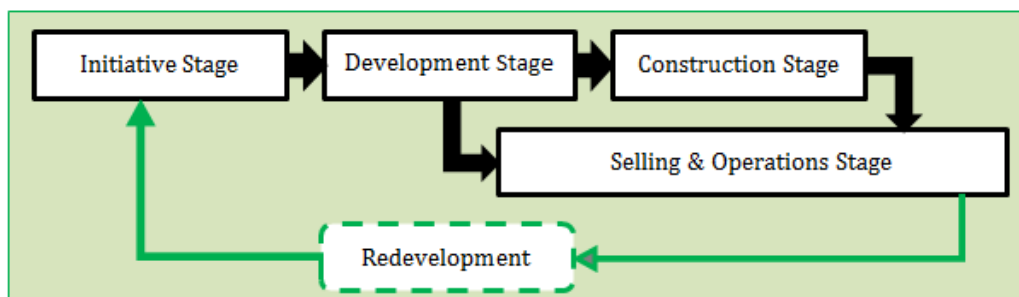 Initiative Stage
Development Stage
Construction Stage
Selling & Operations Stage
Redevelopment